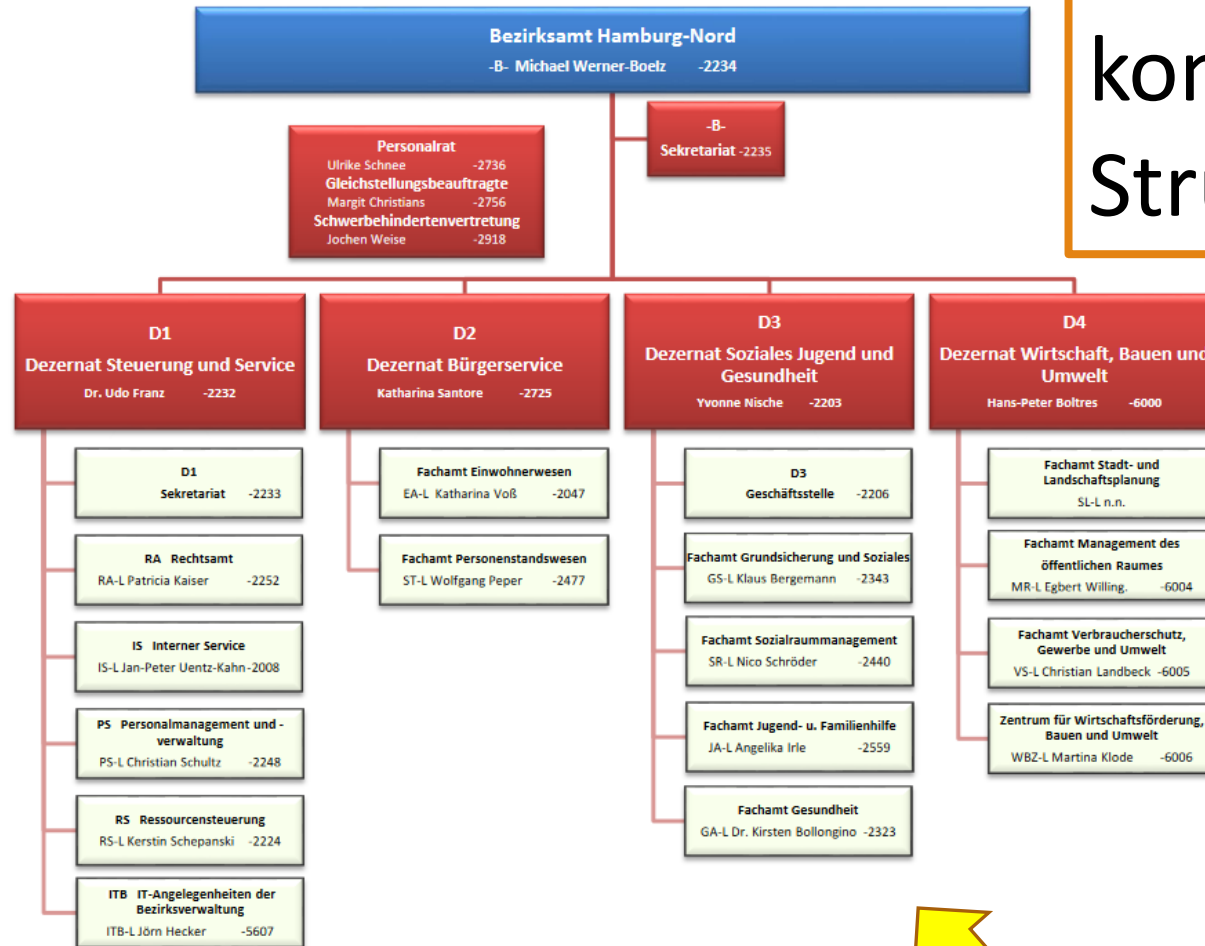 Bezirksamt Hamburg-Nord
-B- Michael Werner-Boelz -2234
-B-
Sekretariat -2235
Personalrat
Ulrike Schnee -2736
Gleichstellungsbeauftragte
Margit Christians -2756
Schwerbehindertenvertretung
Jochen Weise -2918
D1
Dezernat Steuerung und Service
Dr. Udo Franz -2232
D1
Sekretariat -2233
RA Rechtsamt
RA-L Patricia Kaiser -2252
IS Interner Service
IS-L Jan-Peter Uentz-Kahn -2008
PS Personalmanagement und -
verwaltung
PS-L Christian Schultz -2248
RS Ressourcensteuerung
RS-L Kerstin Schepanski -2224
ITB IT-Angelegenheiten der
Bezirksverwaltung
ITB-L Jörn Hecker -5607
D2
Dezernat Bürgerservice
Katharina Santore -2725
Fachamt Einwohnerwesen
EA-L Katharina Voß -2047
Fachamt Personenstandswesen
ST-L Wolfgang Peper -2477
D3
Dezernat Soziales Jugend und
Gesundheit
Yvonne Nische -2203
D3
Geschäftsstelle -2206
Fachamt Grundsicherung und Soziales
GS-L Klaus Bergemann -2343
Fachamt Sozialraummanagement
SR-L Nico Schröder -2440
Fachamt Jugend- u. Familienhilfe
JA-L Angelika Irle -2559
Fachamt Gesundheit
GA-L Dr. Kirsten Bollongino -2323
D4
Dezernat Wirtschaft, Bauen und
Umwelt
Hans-Peter Boltres -6000
Fachamt Stadt- und
Landschaftsplanung
SL-L n.n.
Fachamt Management des
öffentlichen Raumes
MR-L Egbert Willing. -6004
Fachamt Verbraucherschutz,
Gewerbe und Umwelt
VS-L Christian Landbeck -6005
Zentrum für Wirtschaftsförderung,
Bauen und Umwelt
WBZ-L Martina Klode -6006